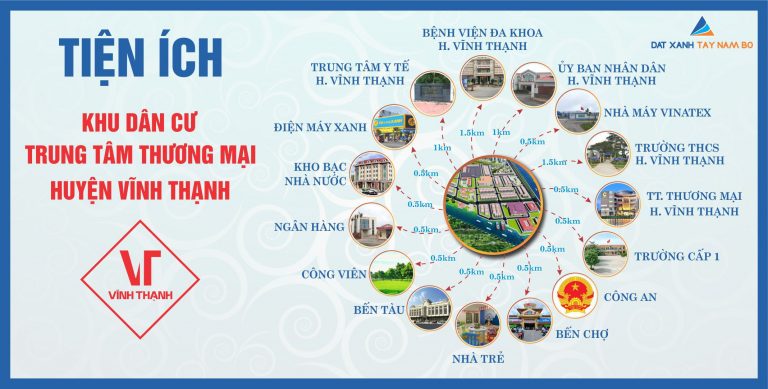 TIỆN ÍCH
KHU DÂN CƯ
TRUNG TÂM THƯƠNG MẠI
HUYỆN VĨNH THẠNH
VT
VĨNH THẠNH
DAT XANH TAY NAM BO
BỆNH VIỆN ĐA KHOA
H. VĨNH THẠNH
TRUNG TÂM Y TẾ
H. VĨNH THẠNH
ỦY BAN NHÂN DÂN
H. VĨNH THẠNH
ĐIỆN MÁY XANH
NHÀ MÁY VINATEX
KHO BẠC
NHÀ NƯỚC
TRƯỜNG THCS
H. VĨNH THẠNH
NGÂN HÀNG
TT. THƯƠNG MẠI
H. VĨNH THẠNH
CÔNG VIÊN
TRƯỜNG CẤP 1
BẾN TÀU
CÔNG AN
NHÀ TRẺ
BẾN CHỢ
1km
1.5km
1km
0.5km
1.5km
0.5km
0.5km
0.5km
0.5km
0.5km
0.5km
0.5km
0.5km
0.5km
0.5km